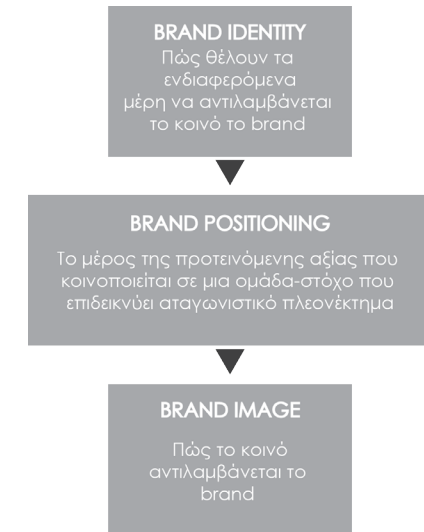 BRAND IDENTITY
Πώς θέλουν τα
ενδιαφερόμενα
μέρη να αντιλαμβάνεται
το κοινό το brand
BRAND POSITIONING
Το μέρος της προτεινόμενης αξίας που
κοινοποιείται σε μια ομάδα-στόχο που
επιδεικνύει αταγωνιστικό πλεονέκτημα
BRAND IMAGE
Πώς το κοινό
αντιλαμβάνεται το
brand